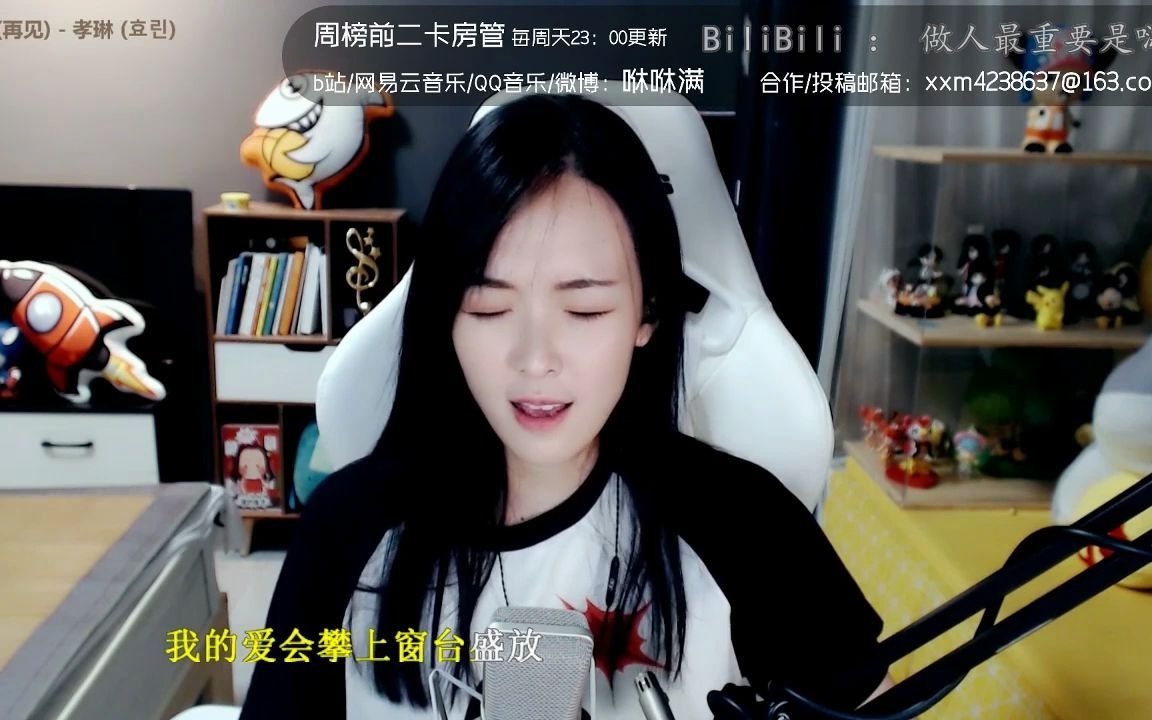 (再见) - 孝琳 (효린)
周榜前二卡房管 每周天23：00更新
BiliBili ： 做人最重要是嗨
b站/网易云音乐/QQ音乐/微博：咻咻满 合作/投稿邮箱：xxm4238637@163.co
我的爱会攀上窗台盛放